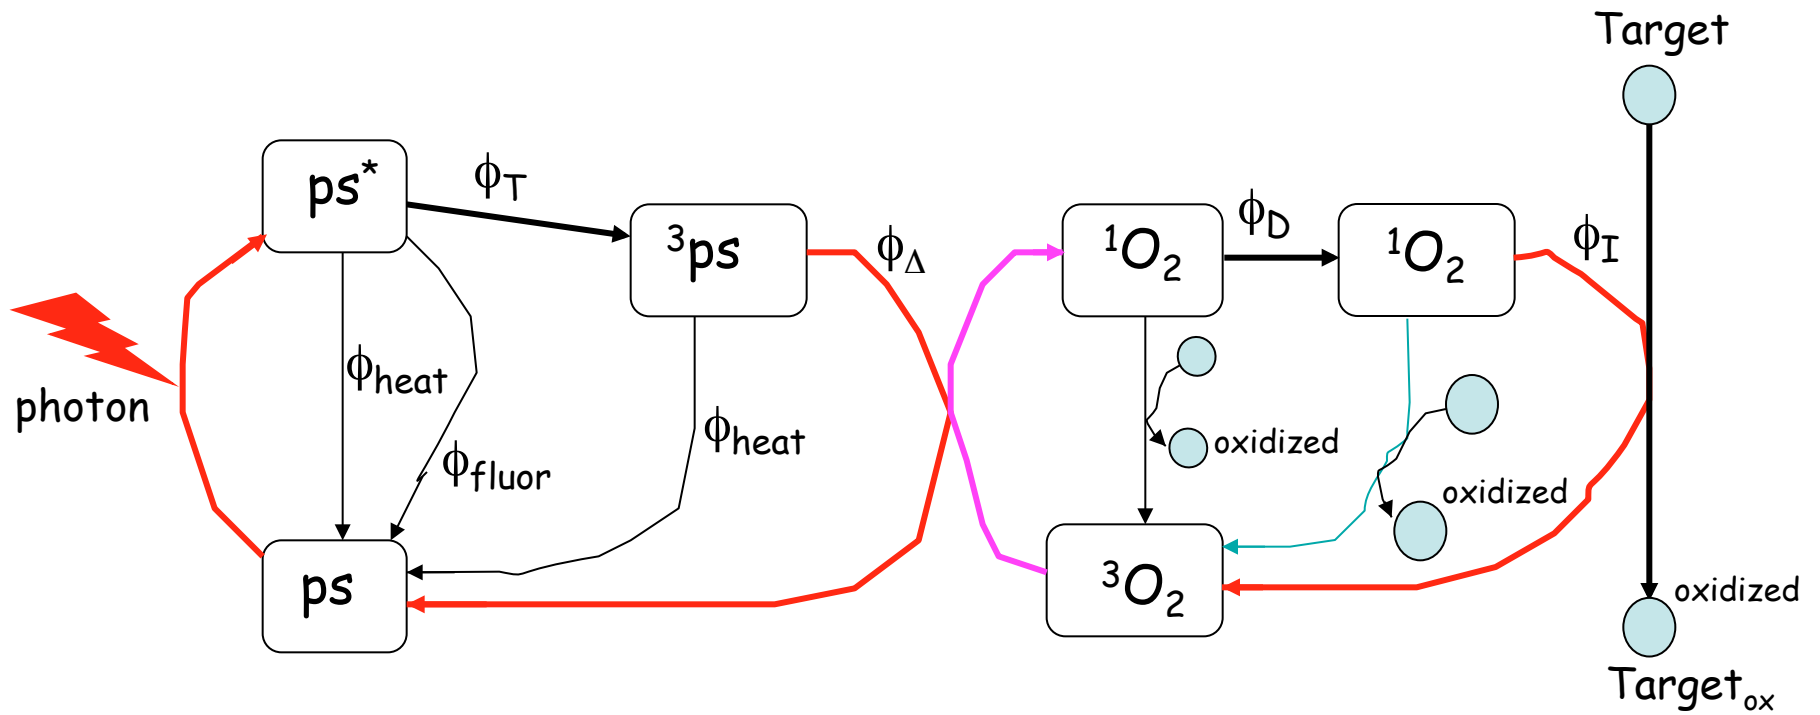 Target
ps*
ϕT
³ps
ϕΔ
¹O₂
ϕD
¹O₂
ϕI
photon
ϕheat
ϕfluor
ϕheat
oxidized
oxidized
ps
³O₂
oxidized
Targetox